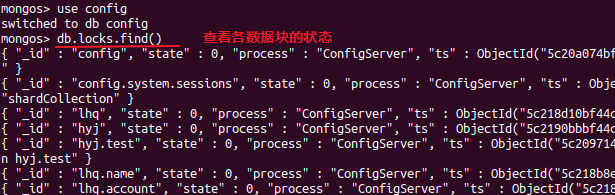 mongos> use config
switched to db config
mongos> db.locks.find() 查看各数据块的状态
{ "_id" : "config", "state" : 0, "process" : "ConfigServer", "ts" : ObjectId("5c20a074bf
" }
{ "_id" : "config.system.sessions", "state" : 0, "process" : "ConfigServer", "ts" : Obje
"shardCollection" }
{ "_id" : "lhq", "state" : 0, "process" : "ConfigServer", "ts" : ObjectId("5c218d10bf44c
{ "_id" : "hyj", "state" : 0, "process" : "ConfigServer", "ts" : ObjectId("5c2190bbbf44c
{ "_id" : "hyj.test", "state" : 0, "process" : "ConfigServer", "ts" : ObjectId("5c209714
n hyj.test" }
{ "_id" : "lhq.name", "state" : 0, "process" : "ConfigServer", "ts" : ObjectId("5c218b8e
{ "_id" : "lhq.account", "state" : 0, "process" : "ConfigServer", "ts" : ObjectId("5c21